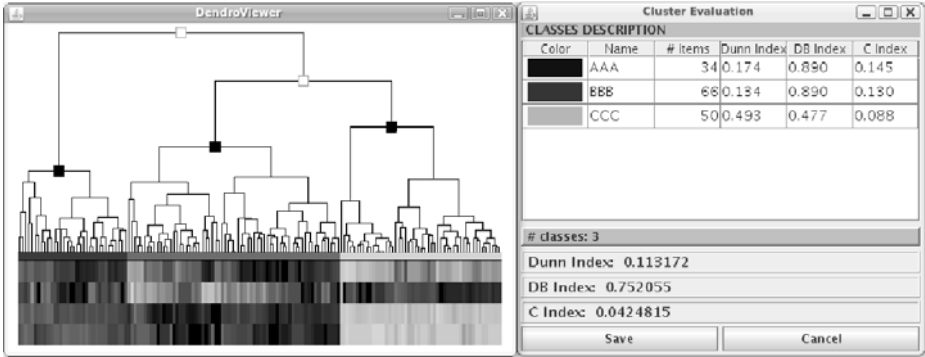 DendroViewer
Cluster Evaluation
CLASSES DESCRIPTION
Color Name # Items Dunn Index DB Index C Index
AAA 34 0.174 0.890 0.145
BBB 66 0.134 0.890 0.130
CCC 50 0.493 0.477 0.088
# classes: 3
Dunn Index: 0.113172
DB Index: 0.752055
C Index: 0.0424815
Save Cancel